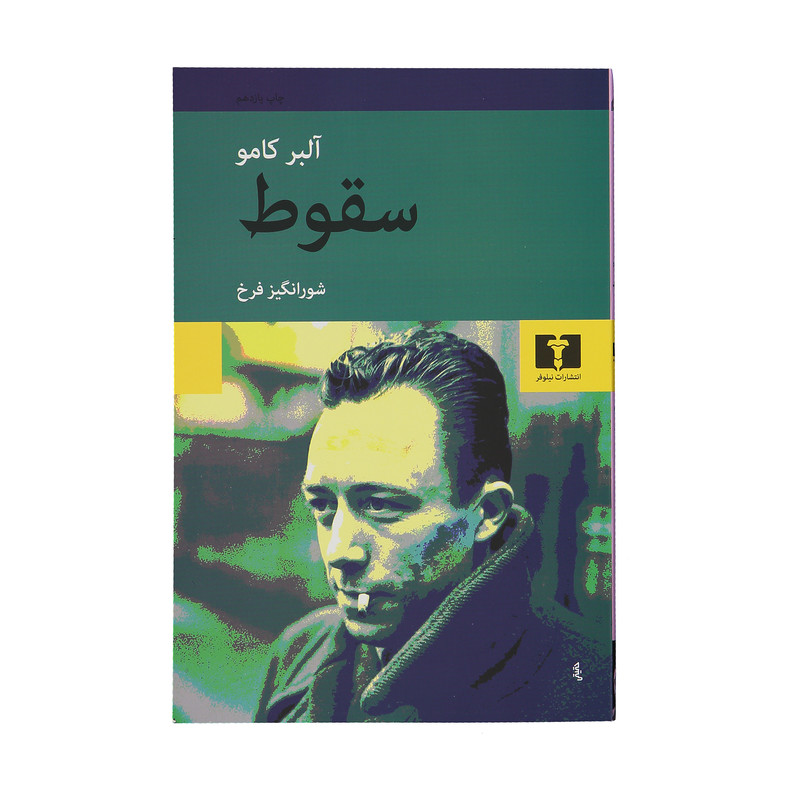 چاپ یازدهم
آلبر کامو
سقوط
شورانگیز فرخ
انتشارات نیلوفر